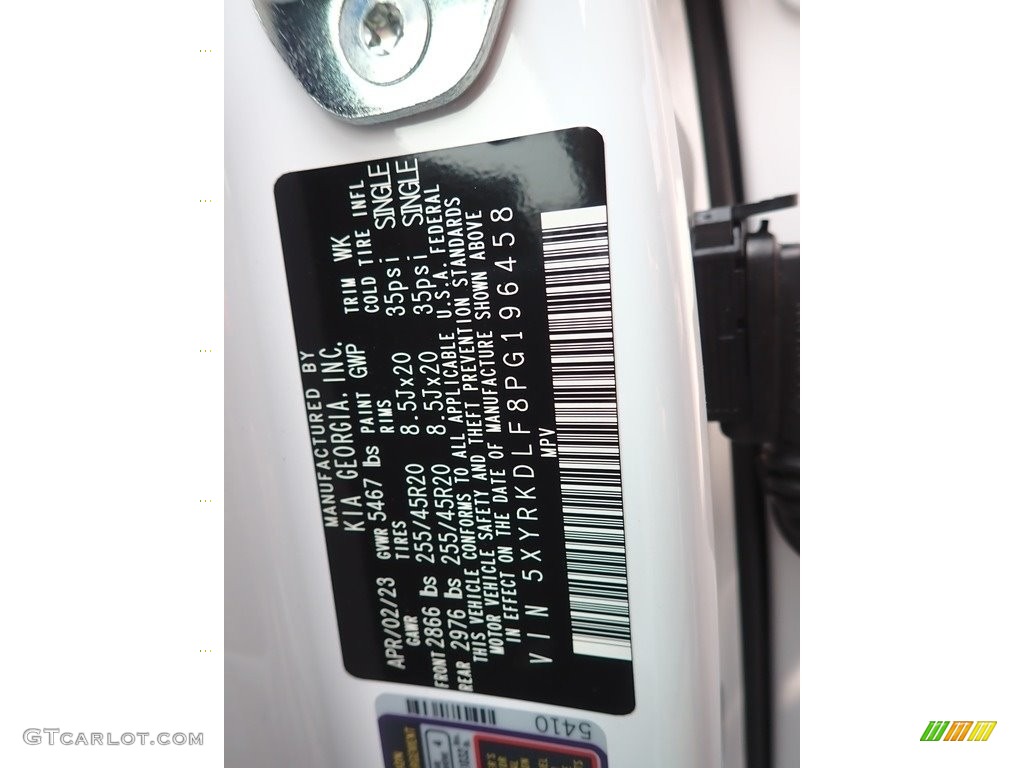 MANUFACTURED BY
KIA GEORGIA, INC.
APR/02/23 GVWR 5467 lbs PAINT GWP TRIM WK
GAWR TIRES RIMS COLD TIRE INFL
FRONT 2866 lbs 255/45R20 8.5Jx20 35psi SINGLE
REAR 2976 lbs 255/45R20 8.5Jx20 35psi SINGLE
THIS VEHICLE CONFORMS TO ALL APPLICABLE U.S.A. FEDERAL
MOTOR VEHICLE SAFETY AND THEFT PREVENTION STANDARDS
IN EFFECT ON THE DATE OF MANUFACTURE SHOWN ABOVE
VIN 5XYRKDLF8PG196458
MPV
5410
GTCARLOT.COM